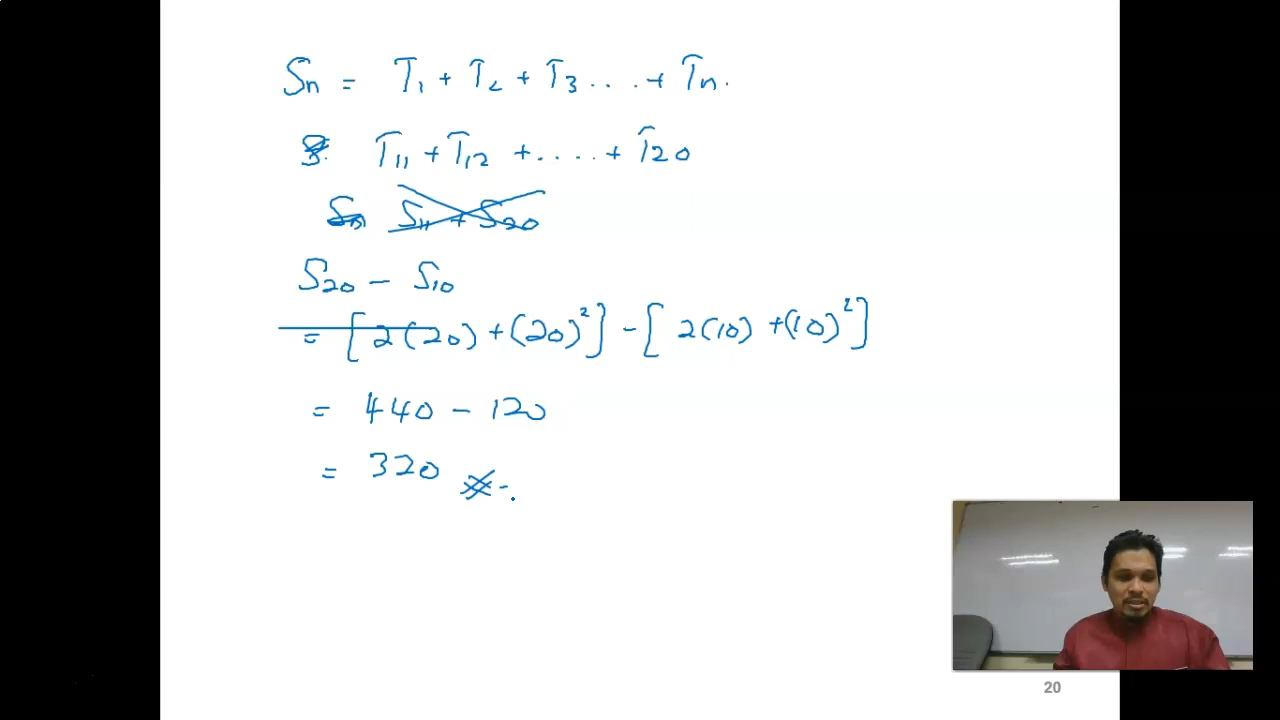 Sn = T1 + T2 + T3 .... + Tn.
T11 + T12 + ..... + T20
S11 + S20
S20 - S10
= [2(20) + (20)²] - [2(10) + (10)²]
= 440 - 120
= 320
20